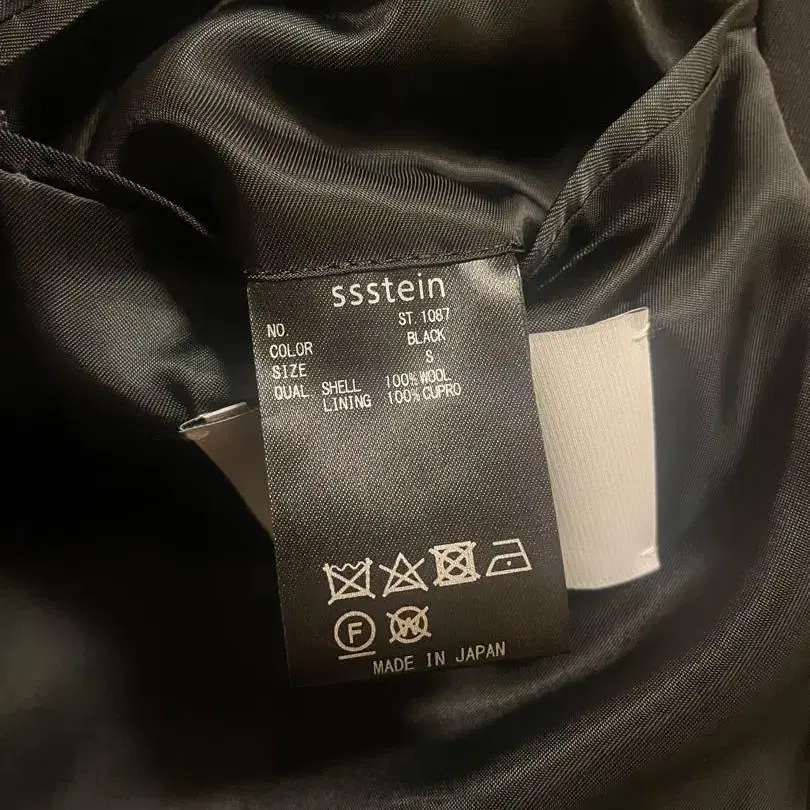 ssstein
NO ST 1087
COLOR BLACK
SIZE S
QUAL SHELL 100% WOOL
LINING 100% CUPRO
F W
MADE IN JAPAN